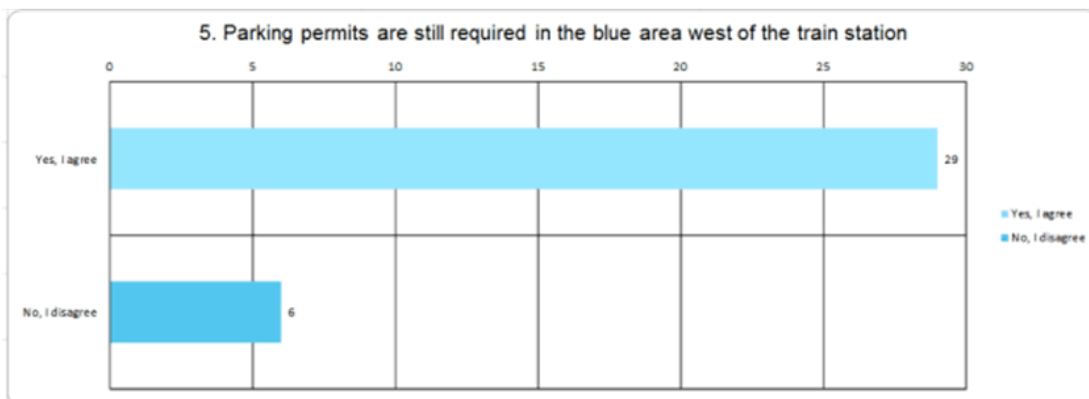 5. Parking permits are still required in the blue area west of the train station
0 5 10 15 20 25 30
Yes, I agree
29
Yes, I agree
No, I disagree
No, I disagree
6